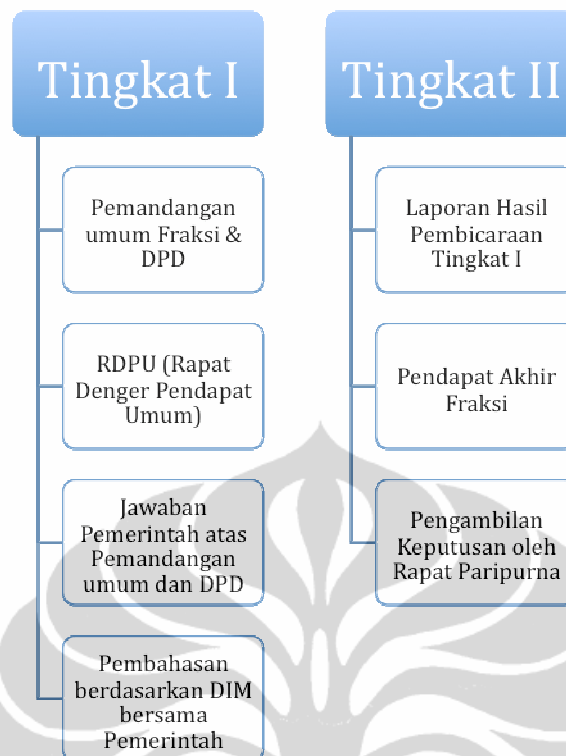 Tingkat I
Pemandangan
umum Fraksi &
DPD
RDPU (Rapat
Denger Pendapat
Umum)
Jawaban
Pemerintah atas
Pemandangan
umum dan DPD
Pembahasan
berdasarkan DIM
bersama
Pemerintah
Tingkat II
Laporan Hasil
Pembicaraan
Tingkat I
Pendapat Akhir
Fraksi
Pengambilan
Keputusan oleh
Rapat Paripurna